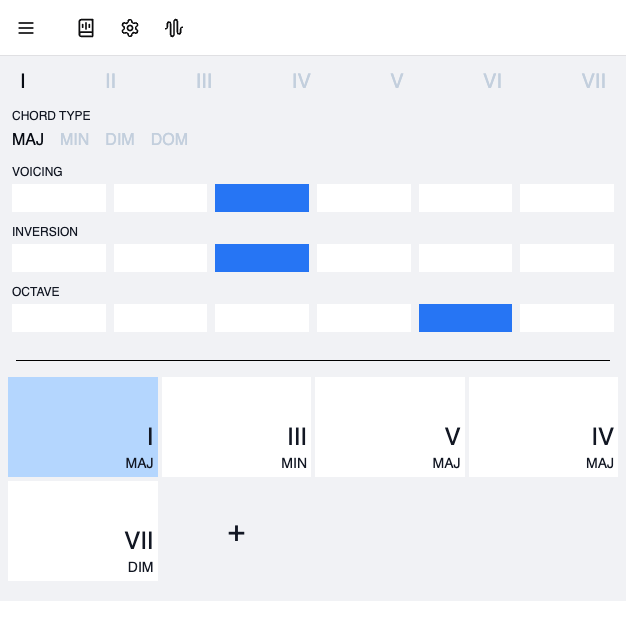 I II III IV V VI VII
CHORD TYPE
MAJ MIN DIM DOM
VOICING
INVERSION
OCTAVE
I III V IV
MAJ MIN MAJ MAJ
VII +
DIM